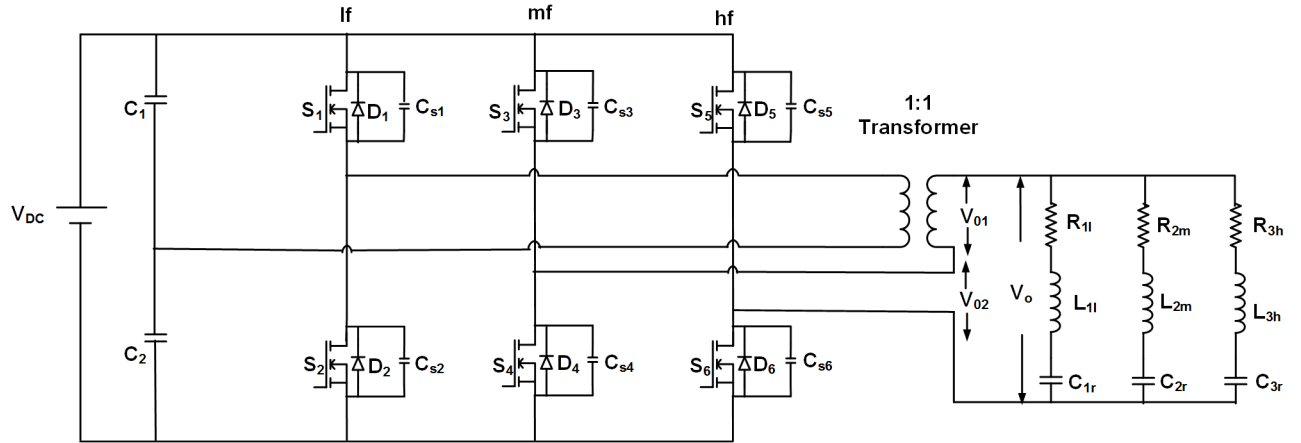 lf
mf
hf
C1
S1
D1
Cs1
S3
D3
Cs3
S5
D5
Cs5
1:1
Transformer
VDC
V01
V02
Vo
R1l
R2m
R3h
L1l
L2m
L3h
C2
S2
D2
Cs2
S4
D4
Cs4
S6
D6
Cs6
C1r
C2r
C3r